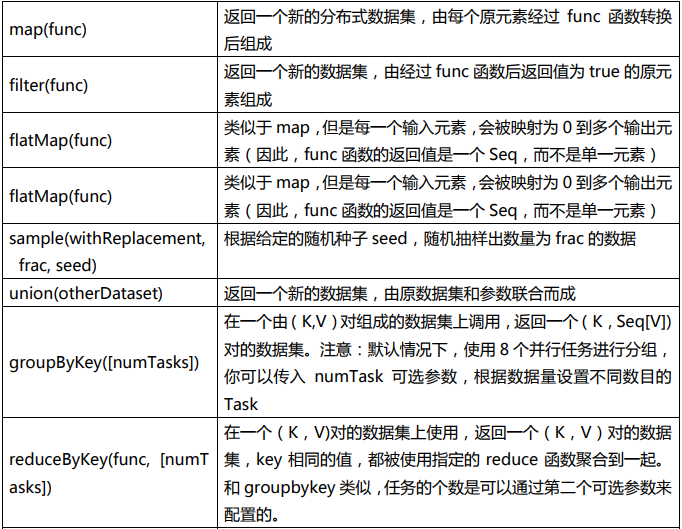 map(func)
返回一个新的分布式数据集，由每个原元素经过 func 函数转换
后组成
filter(func)
返回一个新的数据集，由经过 func 函数后返回值为 true 的原元
素组成
flatMap(func)
类似于 map，但是每一个输入元素，会被映射为 0 到多个输出元
素（因此，func 函数的返回值是一个 Seq，而不是单一元素）
flatMap(func)
类似于 map，但是每一个输入元素，会被映射为 0 到多个输出元
素（因此，func 函数的返回值是一个 Seq，而不是单一元素）
sample(withReplacement,
frac, seed)
根据给定的随机种子 seed，随机抽样出数量为 frac 的数据
union(otherDataset)
返回一个新的数据集，由原数据集和参数联合而成
groupByKey([numTasks])
在一个由（K,V）对组成的数据集上调用，返回一个（K，Seq[V])
对的数据集。注意：默认情况下，使用 8 个并行任务进行分组，
你可以传入 numTask 可选参数，根据数据量设置不同数目的
Task
reduceByKey(func, [numT
asks])
在一个（K，V)对的数据集上使用，返回一个（K，V）对的数据
集，key 相同的值，都被使用指定的 reduce 函数聚合到一起。
和 groupbykey 类似，任务的个数是可以通过第二个可选参数来
配置的。